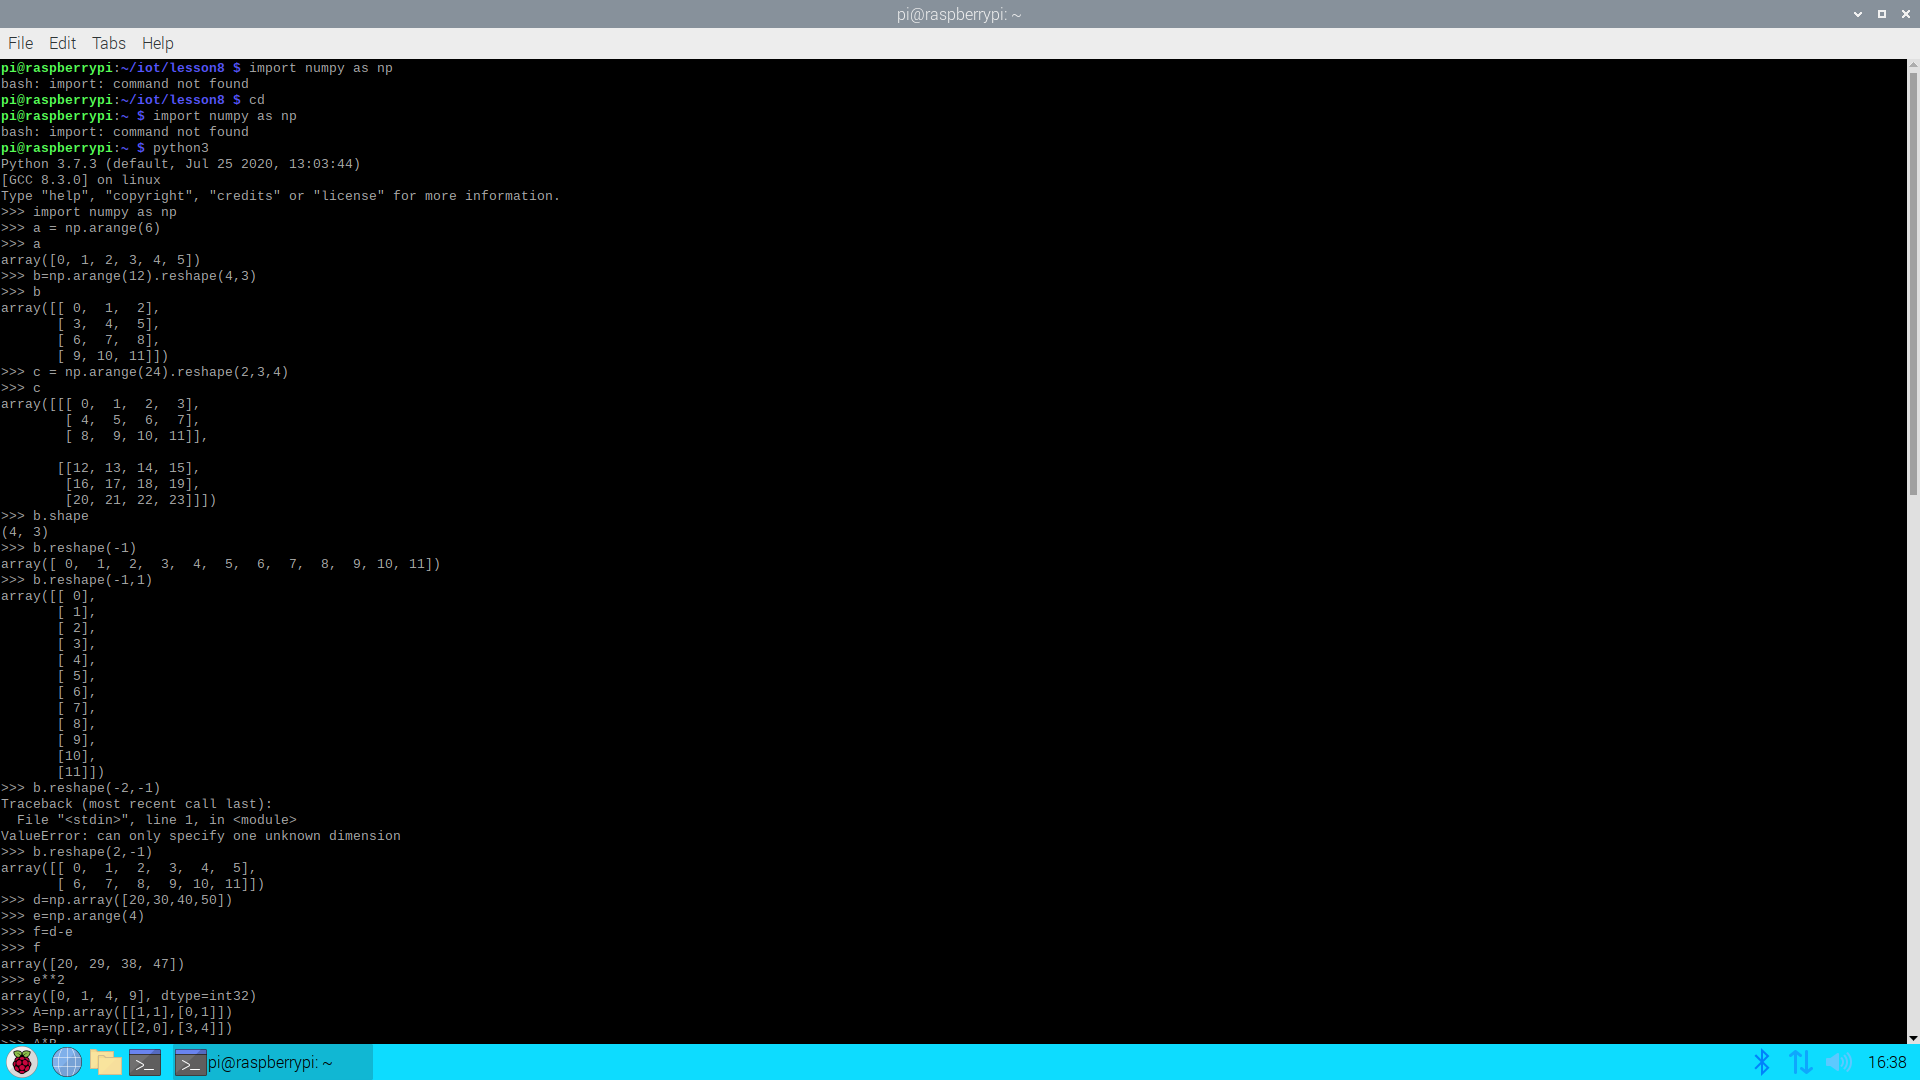 pi@raspberrypi: ~
File Edit Tabs Help
pi@raspberrypi:~/iot/lesson8 $ import numpy as np
bash: import: command not found
pi@raspberrypi:~/iot/lesson8 $ cd
pi@raspberrypi:~ $ import numpy as np
bash: import: command not found
pi@raspberrypi:~ $ python3
Python 3.7.3 (default, Jul 25 2020, 13:03:44)
[GCC 8.3.0] on linux
Type "help", "copyright", "credits" or "license" for more information.
>>> import numpy as np
>>> a = np.arange(6)
>>> a
array([0, 1, 2, 3, 4, 5])
>>> b=np.arange(12).reshape(4,3)
>>> b
array([[ 0,  1,  2],
       [ 3,  4,  5],
       [ 6,  7,  8],
       [ 9, 10, 11]])
>>> c = np.arange(24).reshape(2,3,4)
>>> c
array([[[ 0,  1,  2,  3],
        [ 4,  5,  6,  7],
        [ 8,  9, 10, 11]],

       [[12, 13, 14, 15],
        [16, 17, 18, 19],
        [20, 21, 22, 23]]])
>>> b.shape
(4, 3)
>>> b.reshape(-1)
array([ 0,  1,  2,  3,  4,  5,  6,  7,  8,  9, 10, 11])
>>> b.reshape(-1,1)
array([[ 0],
       [ 1],
       [ 2],
       [ 3],
       [ 4],
       [ 5],
       [ 6],
       [ 7],
       [ 8],
       [ 9],
       [10],
       [11]])
>>> b.reshape(-2,-1)
Traceback (most recent call last):
  File "<stdin>", line 1, in <module>
ValueError: can only specify one unknown dimension
>>> b.reshape(2,-1)
array([[ 0,  1,  2,  3,  4,  5],
       [ 6,  7,  8,  9, 10, 11]])
>>> d=np.array([20,30,40,50])
>>> e=np.arange(4)
>>> f=d-e
>>> f
array([20, 29, 38, 47])
>>> e**2
array([0, 1, 4, 9], dtype=int32)
>>> A=np.array([[1,1],[0,1]])
>>> B=np.array([[2,0],[3,4]])
pi@raspberrypi: ~
16:38